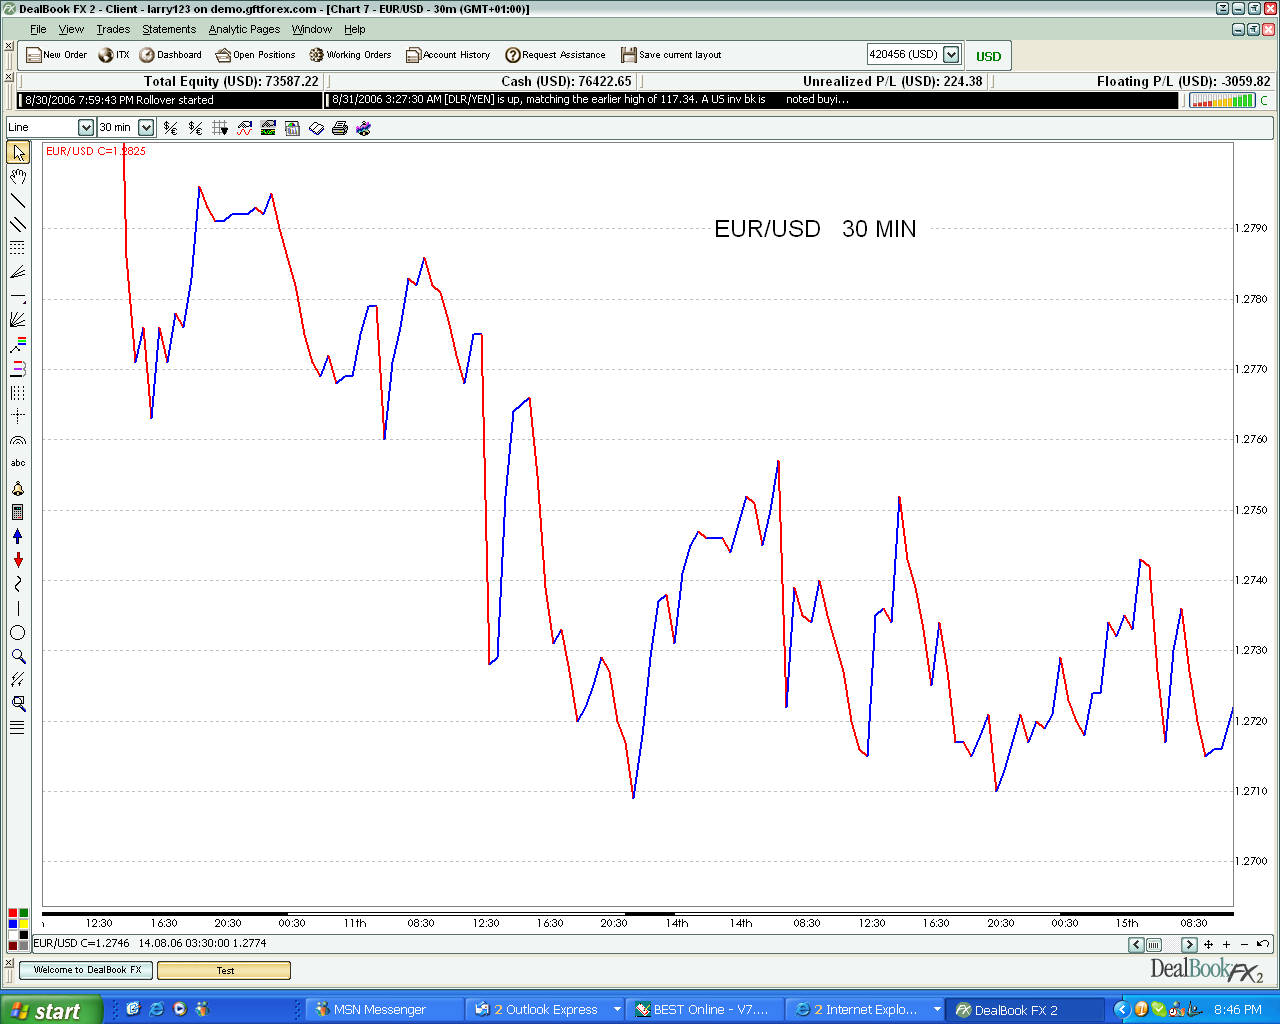 DealBook FX 2 - Client - larry123 on demo.gftforex.com - [Chart 7 - EUR/USD - 30m (GMT+01:00)]
File View Trades Statements Analytic Pages Window Help
New Order ITX Dashboard Open Positions Working Orders Account History Request Assistance Save current layout 420456 (USD) USD
Total Equity (USD): 73587.22 Cash (USD): 76422.65 Unrealized P/L (USD): 224.38 Floating P/L (USD): -3059.82
8/30/2006 7:59:43 PM Rollover started 8/31/2006 3:27:30 AM [DLR/YEN] is up, matching the earlier high of 117.34. A US inv bk is noted buyi... C
Line 30 min
EUR/USD C=1.2825
EUR/USD 30 MIN
1.2790
1.2780
1.2770
1.2760
abc
1.2750
1.2740
1.2730
1.2720
1.2710
1.2700
12:30 16:30 20:30 00:30 11th 08:30 12:30 16:30 20:30 14th 14th 08:30 12:30 16:30 20:30 00:30 15th 08:30
EUR/USD C=1.2746 14.08.06 03:30:00 1.2774
Welcome to DealBook FX Test DealBook FX 2
start MSN Messenger 2 Outlook Express BEST Online - V7.... 2 Internet Explo... DealBook FX 2 8:46 PM